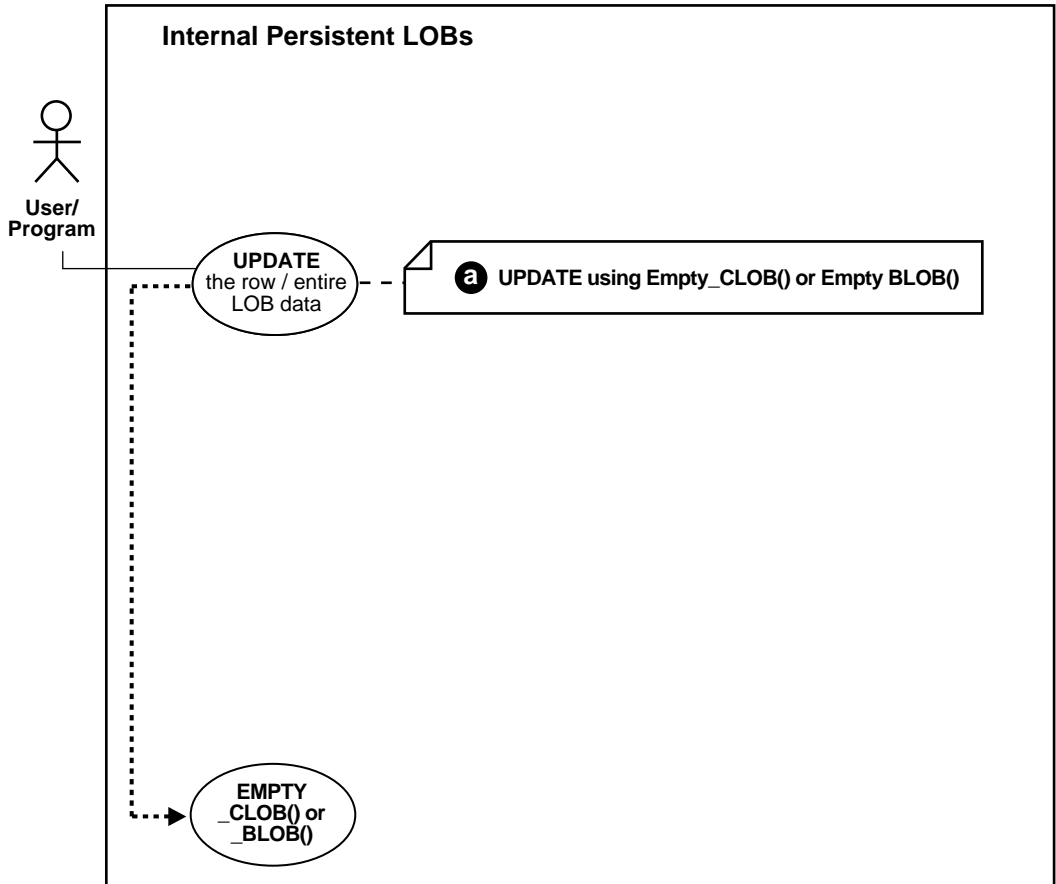 Internal Persistent LOBs
User/
Program
UPDATE
the row / entire
LOB data
a UPDATE using Empty_CLOB() or Empty BLOB()
EMPTY
_CLOB() or
_BLOB()